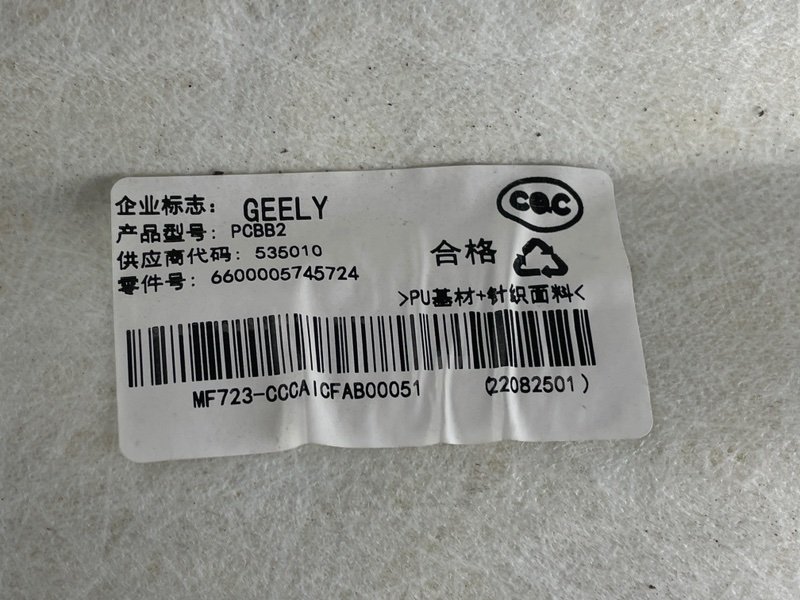 企业标志: GEELY
产品型号: PCBB2
供应商代码: 535010
零件号: 6600005745724
CQC
合格
>PU基材+针织面料<
MF723-CCCAICFAB00051 (22082501)